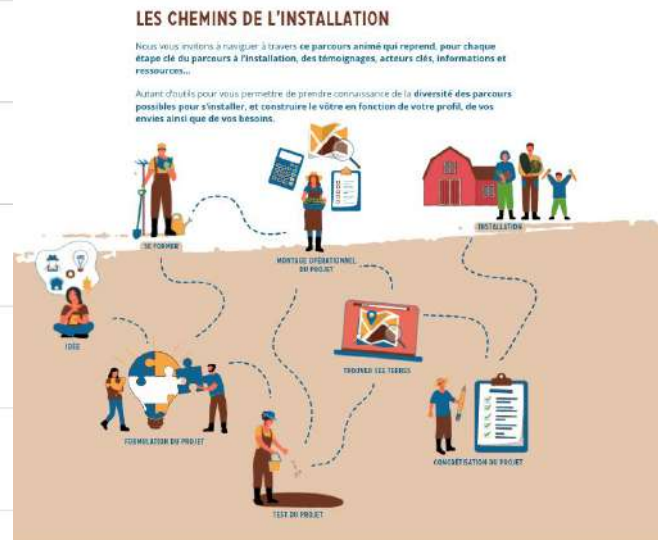 LES CHEMINS DE L'INSTALLATION
Nous vous invitons à naviguer à travers ce parcours animé qui reprend, pour chaque
étape clé du parcours à l'installation, des témoignages, acteurs clés, informations et
ressources...
Autant d'outils pour vous permettre de prendre connaissance de la diversité des parcours
possibles pour s'installer, et construire le vôtre en fonction de votre profil, de vos
envies ainsi que de vos besoins.
SE FORMER
INSTALLATION
MONTAGE OPÉRATIONNEL
DU PROJET
IDÉE
TROUVER SES TERRES
FORMULATION DU PROJET
CONCRÉTISATION DU PROJET
TEST DU PROJET